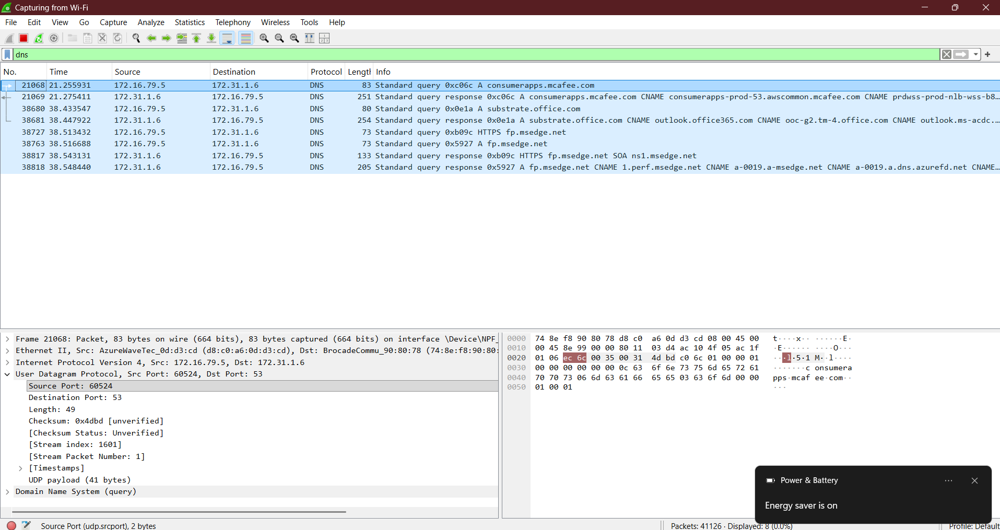 Capturing from Wi-Fi
File Edit View Go Capture Analyze Statistics Telephony Wireless Tools Help
dns
No. Time Source Destination Protocol Length Info
21068 21.255931 172.16.79.5 172.31.1.6 DNS 83 Standard query 0xc06c A consumerapps.mcafee.com
21069 21.275411 172.31.1.6 172.16.79.5 DNS 251 Standard query response 0xc06c A consumerapps.mcafee.com CNAME consumerapps-prod-53.awscommon.mcafee.com CNAME prdwss-prod-nlb-wss-b8…
38680 38.433547 172.16.79.5 172.31.1.6 DNS 80 Standard query 0x0e1a A substrate.office.com
38681 38.447922 172.31.1.6 172.16.79.5 DNS 254 Standard query response 0x0e1a A substrate.office.com CNAME outlook.office365.com CNAME ooc-g2.tm-4.office.com CNAME outlook.ms-acdc.…
38727 38.513432 172.16.79.5 172.31.1.6 DNS 73 Standard query 0xb09c HTTPS fp.msedge.net
38763 38.516688 172.16.79.5 172.31.1.6 DNS 73 Standard query 0x5927 A fp.msedge.net
38817 38.543131 172.31.1.6 172.16.79.5 DNS 133 Standard query response 0xb09c HTTPS fp.msedge.net SOA ns1.msedge.net
38818 38.548440 172.31.1.6 172.16.79.5 DNS 205 Standard query response 0x5927 A fp.msedge.net CNAME 1.perf.msedge.net CNAME a-0019.a-msedge.net CNAME a-0019.a.dns.azurefd.net CNAME…
Frame 21068: Packet, 83 bytes on wire (664 bits), 83 bytes captured (664 bits) on interface \Device\NPF_
Ethernet II, Src: AzureWaveTec_0d:d3:cd (d8:c0:a6:0d:d3:cd), Dst: BrocadeCommu_90:80:78 (74:8e:f8:90:80:
Internet Protocol Version 4, Src: 172.16.79.5, Dst: 172.31.1.6
User Datagram Protocol, Src Port: 60524, Dst Port: 53
Source Port: 60524
Destination Port: 53
Length: 49
Checksum: 0x4dbd [unverified]
[Checksum Status: Unverified]
[Stream index: 1601]
[Stream Packet Number: 1]
[Timestamps]
UDP payload (41 bytes)
Domain Name System (query)
0000 74 8e f8 90 80 78 d8 c0 a6 0d d3 cd 08 00 45 00 t····x·· ······E·
0010 00 45 8e 99 00 00 80 11 03 d4 ac 10 4f 05 ac 1f ·E······ ····O···
0020 01 06 ec 6c 00 35 00 31 4d bd c0 6c 01 00 00 01 ···l·5·1 M··l····
0030 00 00 00 00 00 00 0c 63 6f 6e 73 75 6d 65 72 61 ·······c onsumera
0040 70 70 73 06 6d 63 61 66 65 65 03 63 6f 6d 00 00 pps·mcaf ee·com··
0050 01 00 01 ···
Power & Battery
Energy saver is on
Source Port (udp.srcport), 2 bytes
Packets: 41126 · Displayed: 8 (0.0%)
Profile: Default